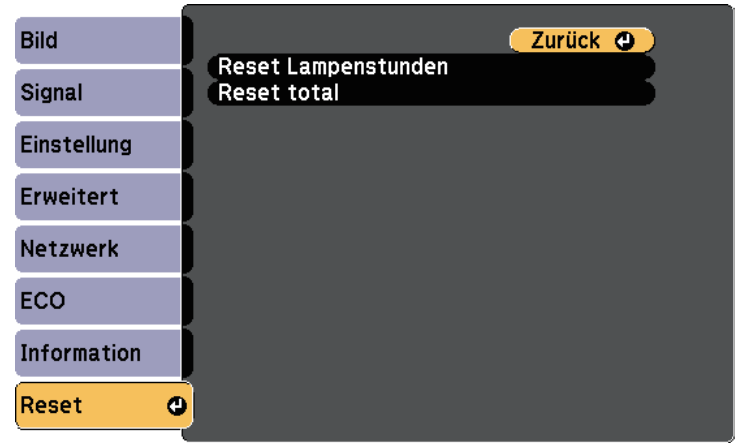 Bild
Signal
Einstellung
Erweitert
Netzwerk
ECO
Information
Reset
Zurück
Reset Lampenstunden
Reset total